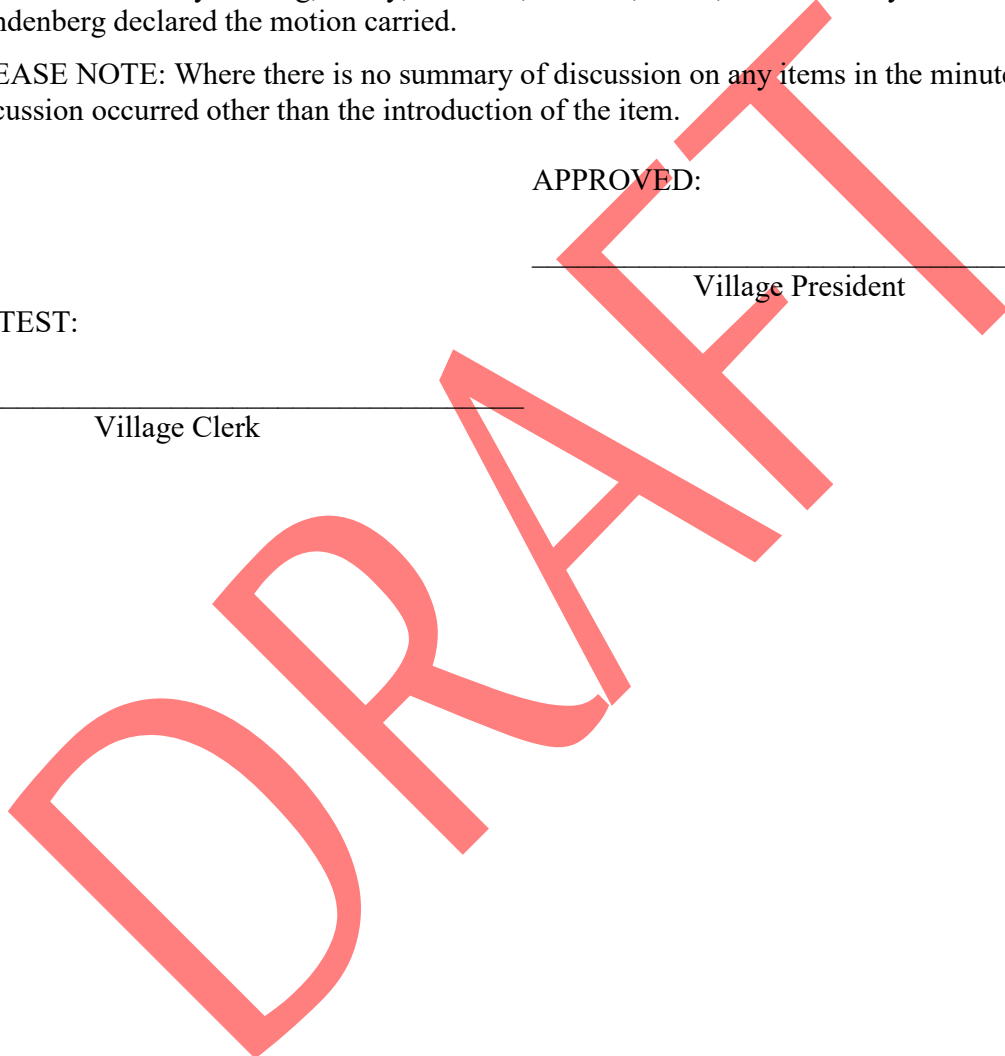 ndenberg declared the motion carried.
EASE NOTE: Where there is no summary of discussion on any items in the minut
cussion occurred other than the introduction of the item.
APPROVED:
Village President
TEST:
Village Clerk
DRAFT